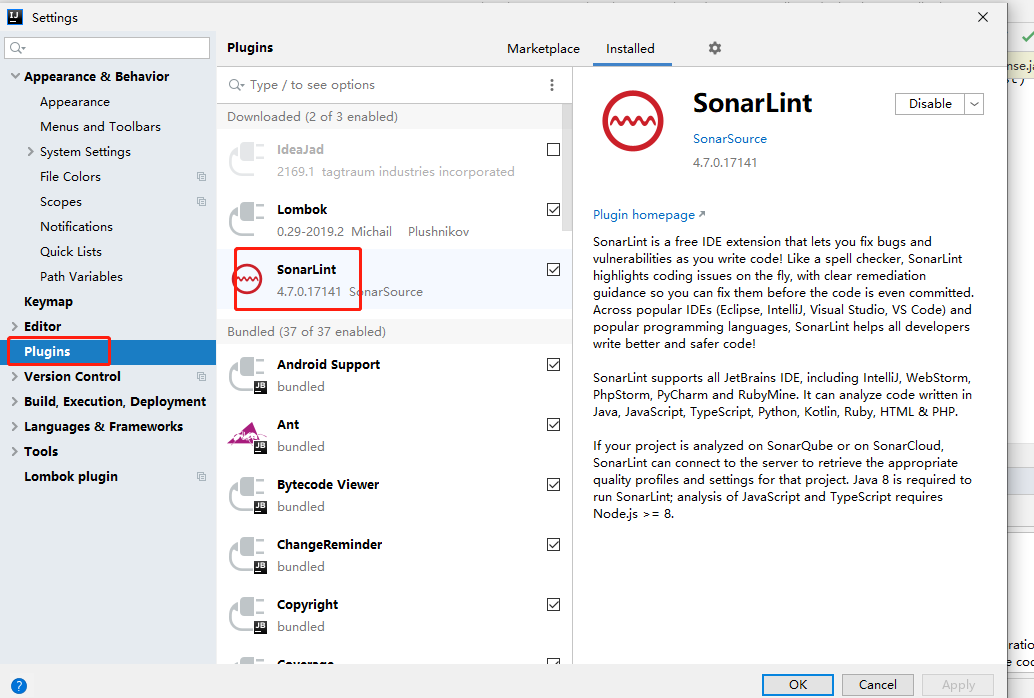 Settings
Appearance & Behavior
Appearance
Menus and Toolbars
System Settings
File Colors
Scopes
Notifications
Quick Lists
Path Variables
Keymap
Editor
Plugins
Version Control
Build, Execution, Deployment
Languages & Frameworks
Tools
Lombok plugin
Plugins
Marketplace
Installed
Type / to see options
Downloaded (2 of 3 enabled)
IdeaJad
2169.1 tagtraum industries incorporated
Lombok
0.29-2019.2 Michail Plushnikov
SonarLint
4.7.0.17141 SonarSource
Bundled (37 of 37 enabled)
Android Support
bundled
Ant
bundled
Bytecode Viewer
bundled
ChangeReminder
bundled
Copyright
bundled
Coverage
SonarLint
Disable
SonarSource
4.7.0.17141
Plugin homepage
SonarLint is a free IDE extension that lets you fix bugs and
vulnerabilities as you write code! Like a spell checker, SonarLint
highlights coding issues on the fly, with clear remediation
guidance so you can fix them before the code is even committed.
Across popular IDEs (Eclipse, IntelliJ, Visual Studio, VS Code) and
popular programming languages, SonarLint helps all developers
write better and safer code!
SonarLint supports all JetBrains IDE, including IntelliJ, WebStorm,
PhpStorm, PyCharm and RubyMine. It can analyze code written in
Java, JavaScript, TypeScript, Python, Kotlin, Ruby, HTML & PHP.
If your project is analyzed on SonarQube or on SonarCloud,
SonarLint can connect to the server to retrieve the appropriate
quality profiles and settings for that project. Java 8 is required to
run SonarLint; analysis of JavaScript and TypeScript requires
Node.js >= 8.
OK
Cancel
Apply